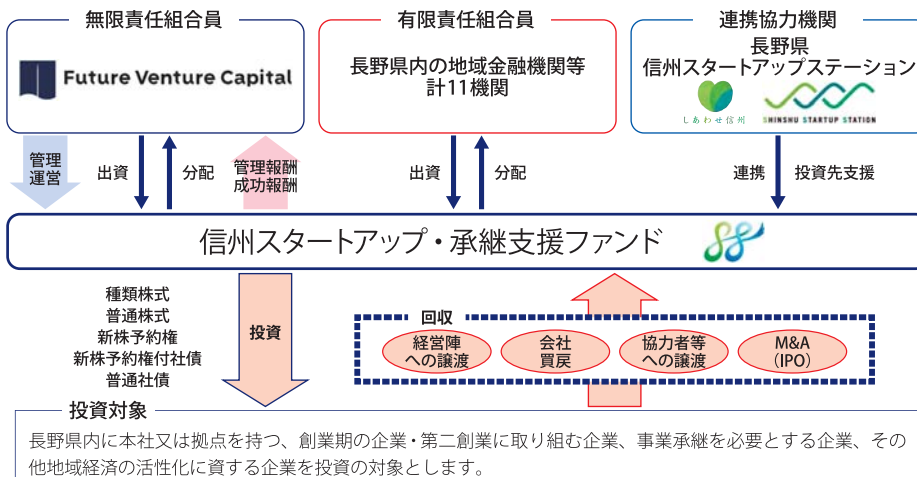 無限責任組合員
Future Venture Capital
有限責任組合員
長野県内の地域金融機関等
計11機関
連携協力機関
長野県
信州スタートアップステーション
しあわせ信州
SHINSHU STARTUP STATION
管理
運営
出資
分配
管理報酬
成功報酬
出資
分配
連携
投資先支援
信州スタートアップ・承継支援ファンド
種類株式
普通株式
新株予約権
新株予約権付社債
普通社債
投資
回収
経営陣
への譲渡
会社
買戻
協力者等
への譲渡
M&A
(IPO)
投資対象
長野県内に本社又は拠点を持つ、創業期の企業・第二創業に取り組む企業、事業承継を必要とする企業、その
他地域経済の活性化に資する企業を投資の対象とします。